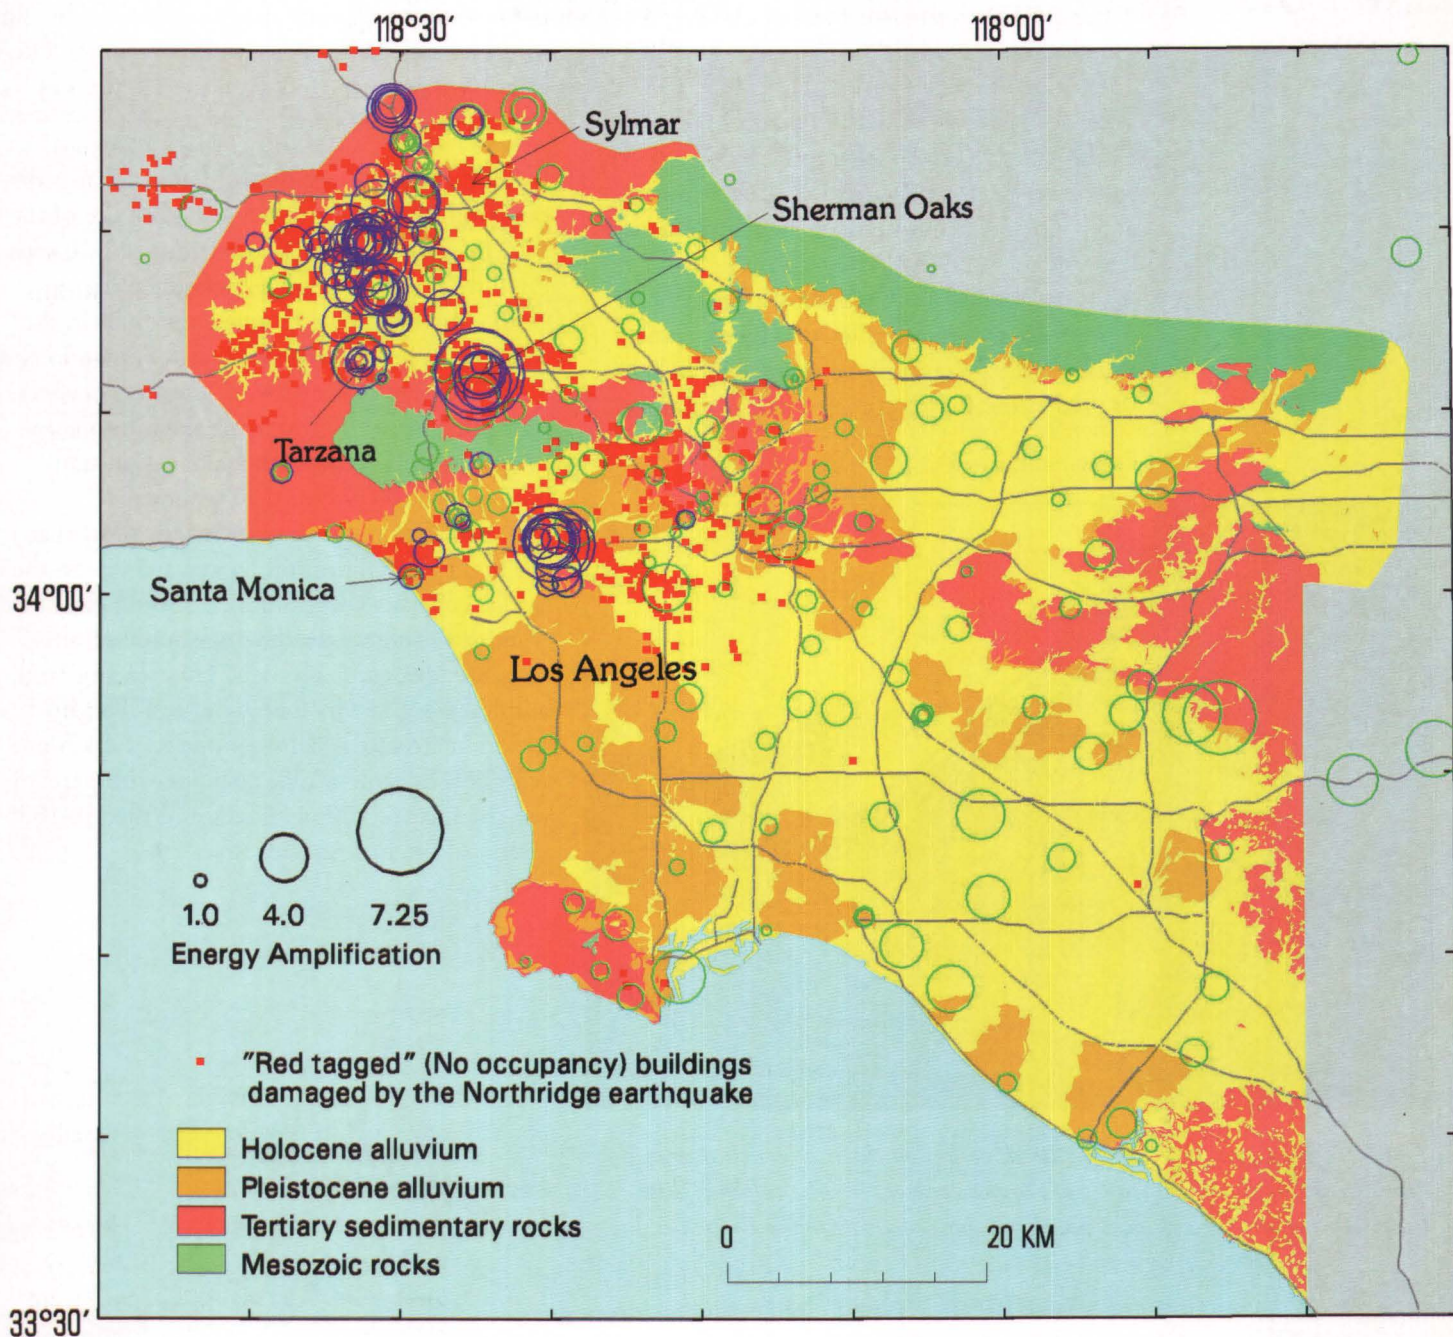 118°30′
118°00′
Sylmar
Sherman Oaks
Tarzana
Santa Monica
34°00′
Los Angeles
1.0
4.0
7.25
Energy Amplification
"Red tagged" (No occupancy) buildings
damaged by the Northridge earthquake
Holocene alluvium
Pleistocene alluvium
Tertiary sedimentary rocks
Mesozoic rocks
0
20 KM
33°30′